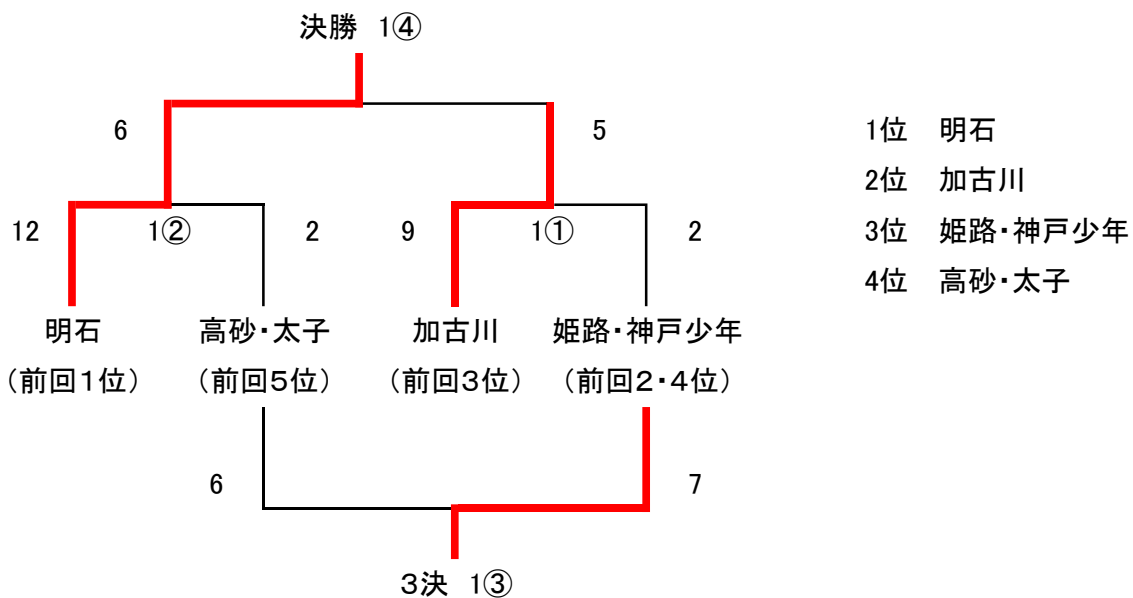 決勝 1④
6 5
12 1② 2 9 1① 2
明石 高砂・太子 加古川 姫路・神戸少年
（前回１位） （前回５位） （前回３位） （前回２・４位）
6 7
３決 1③
1位 明石
2位 加古川
3位 姫路・神戸少年
4位 高砂・太子